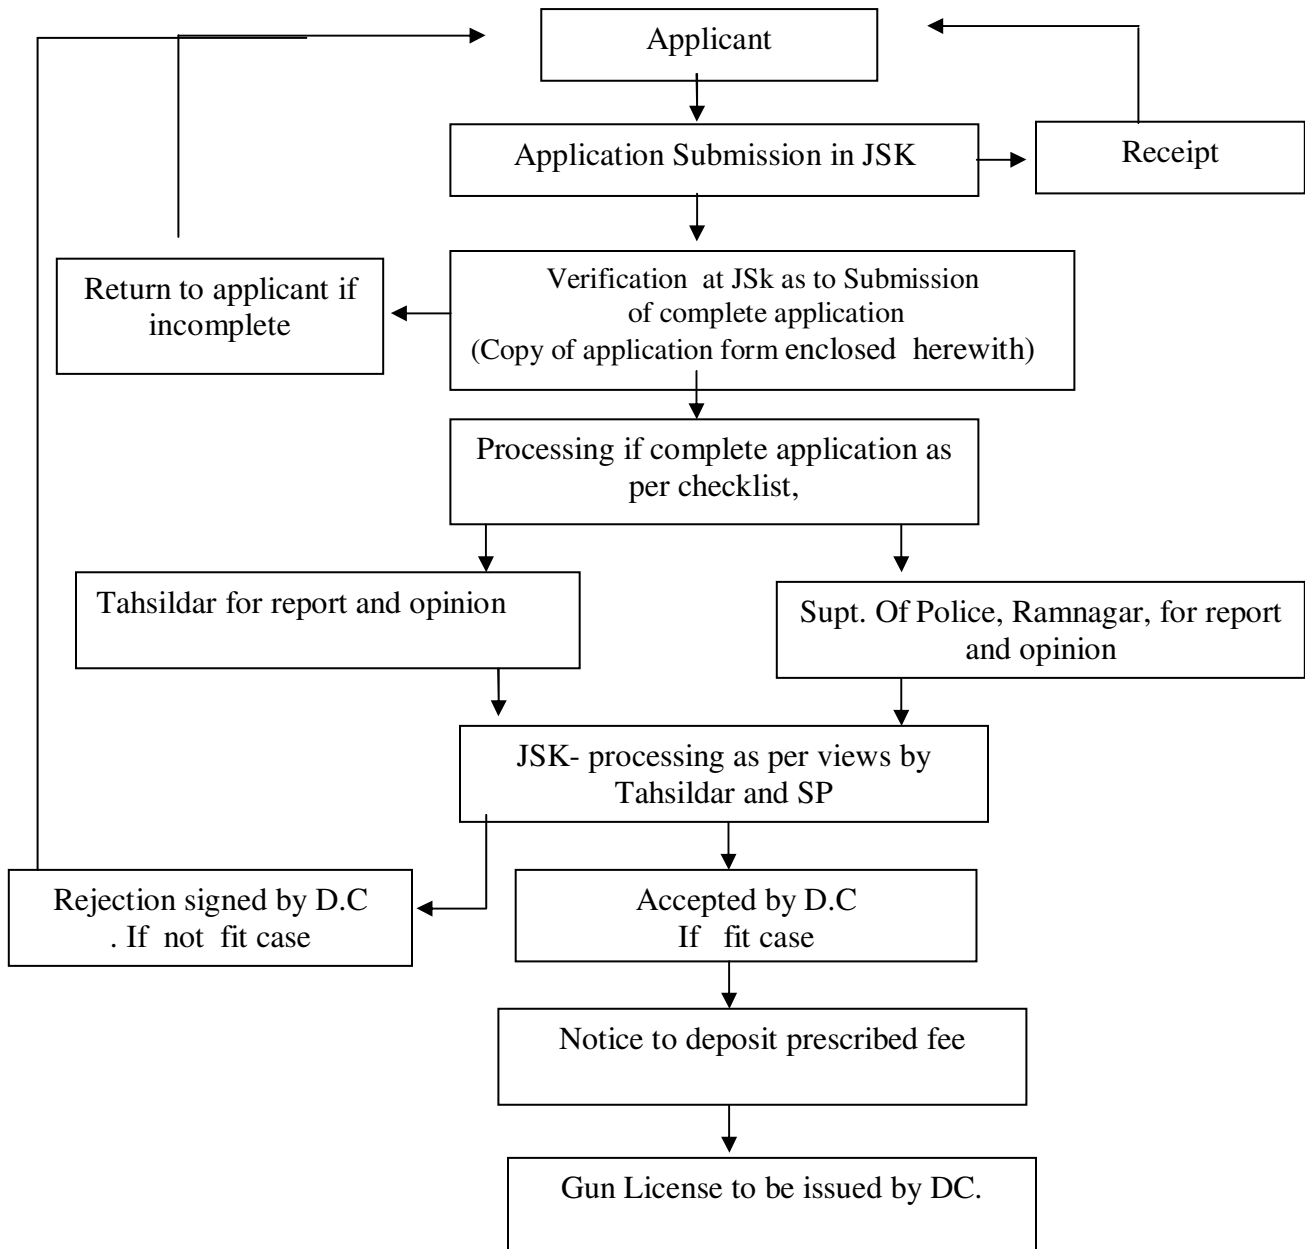 Applicant
Application Submission in JSK
Receipt
Return to applicant if
incomplete
Verification at JSk as to Submission
of complete application
(Copy of application form enclosed herewith)
Processing if complete application as
per checklist,
Tahsildar for report and opinion
Supt. Of Police, Ramnagar, for report
and opinion
JSK- processing as per views by
Tahsildar and SP
Rejection signed by D.C
. If not fit case
Accepted by D.C
If fit case
Notice to deposit prescribed fee
Gun License to be issued by DC.